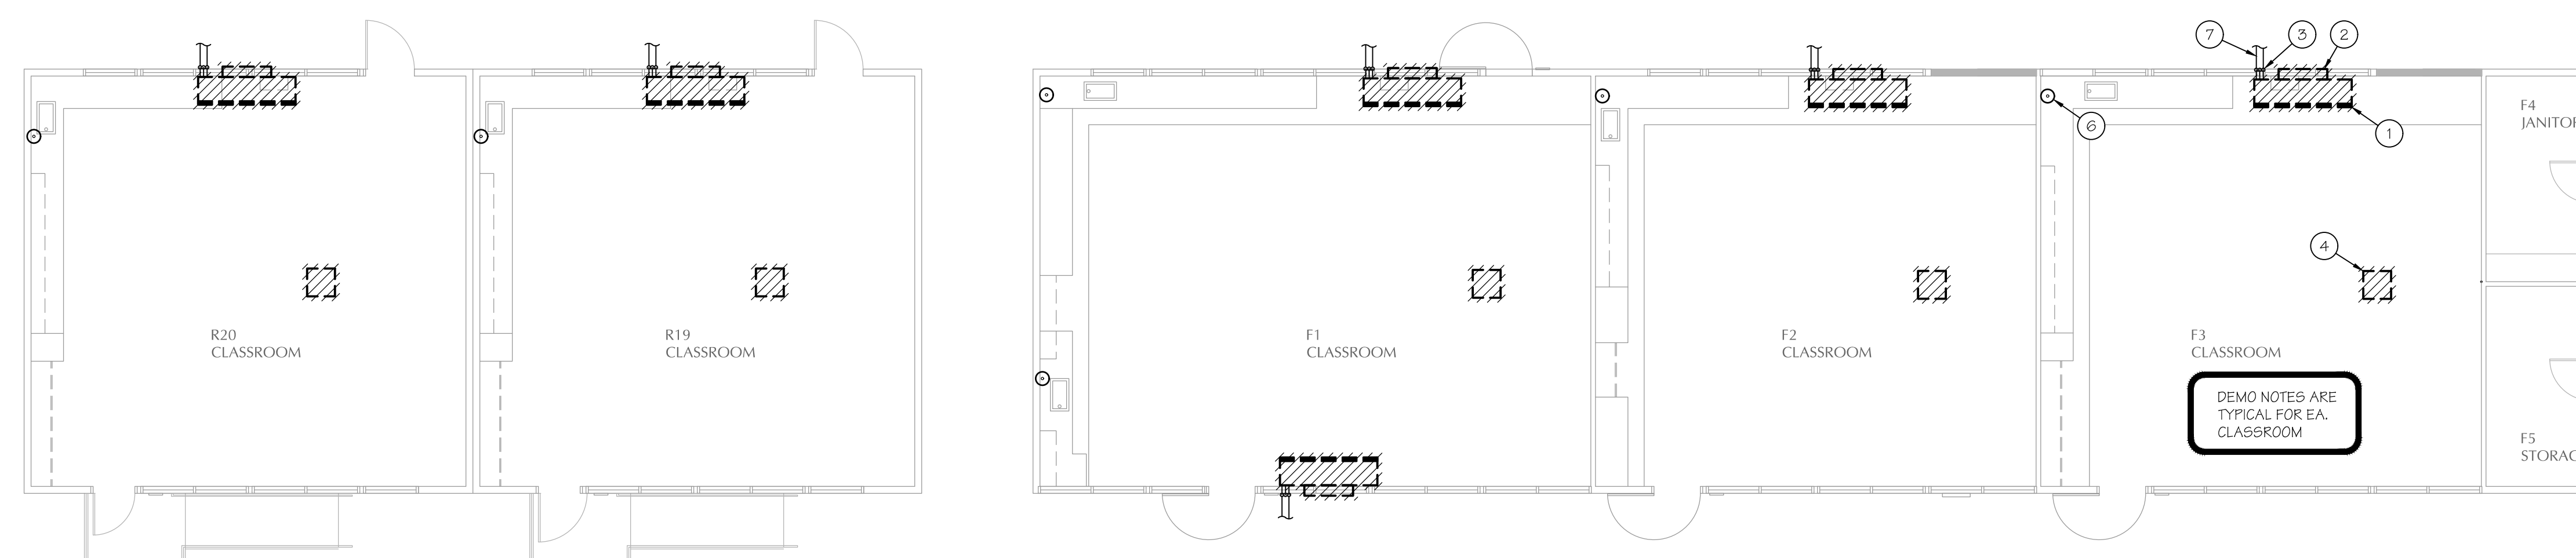 7
3
2
6
1
4
R20
CLASSROOM
R19
CLASSROOM
F1
CLASSROOM
F2
CLASSROOM
F3
CLASSROOM
DEMO NOTES ARE
TYPICAL FOR EA.
CLASSROOM
F4
JANITOR
F5
STORAG